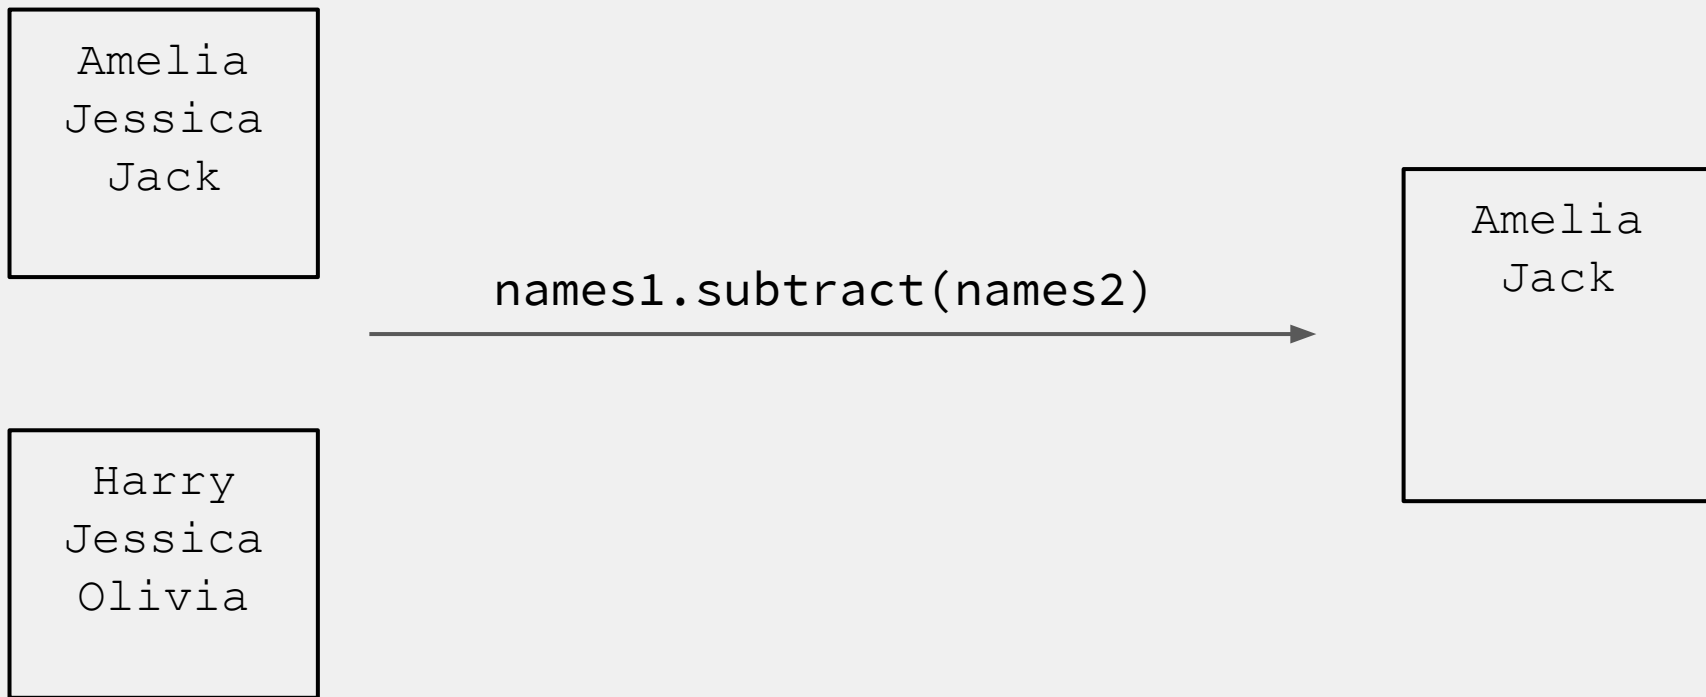 Amelia
Jessica
Jack
names1.subtract(names2)
Harry
Jessica
Olivia
Amelia
Jack